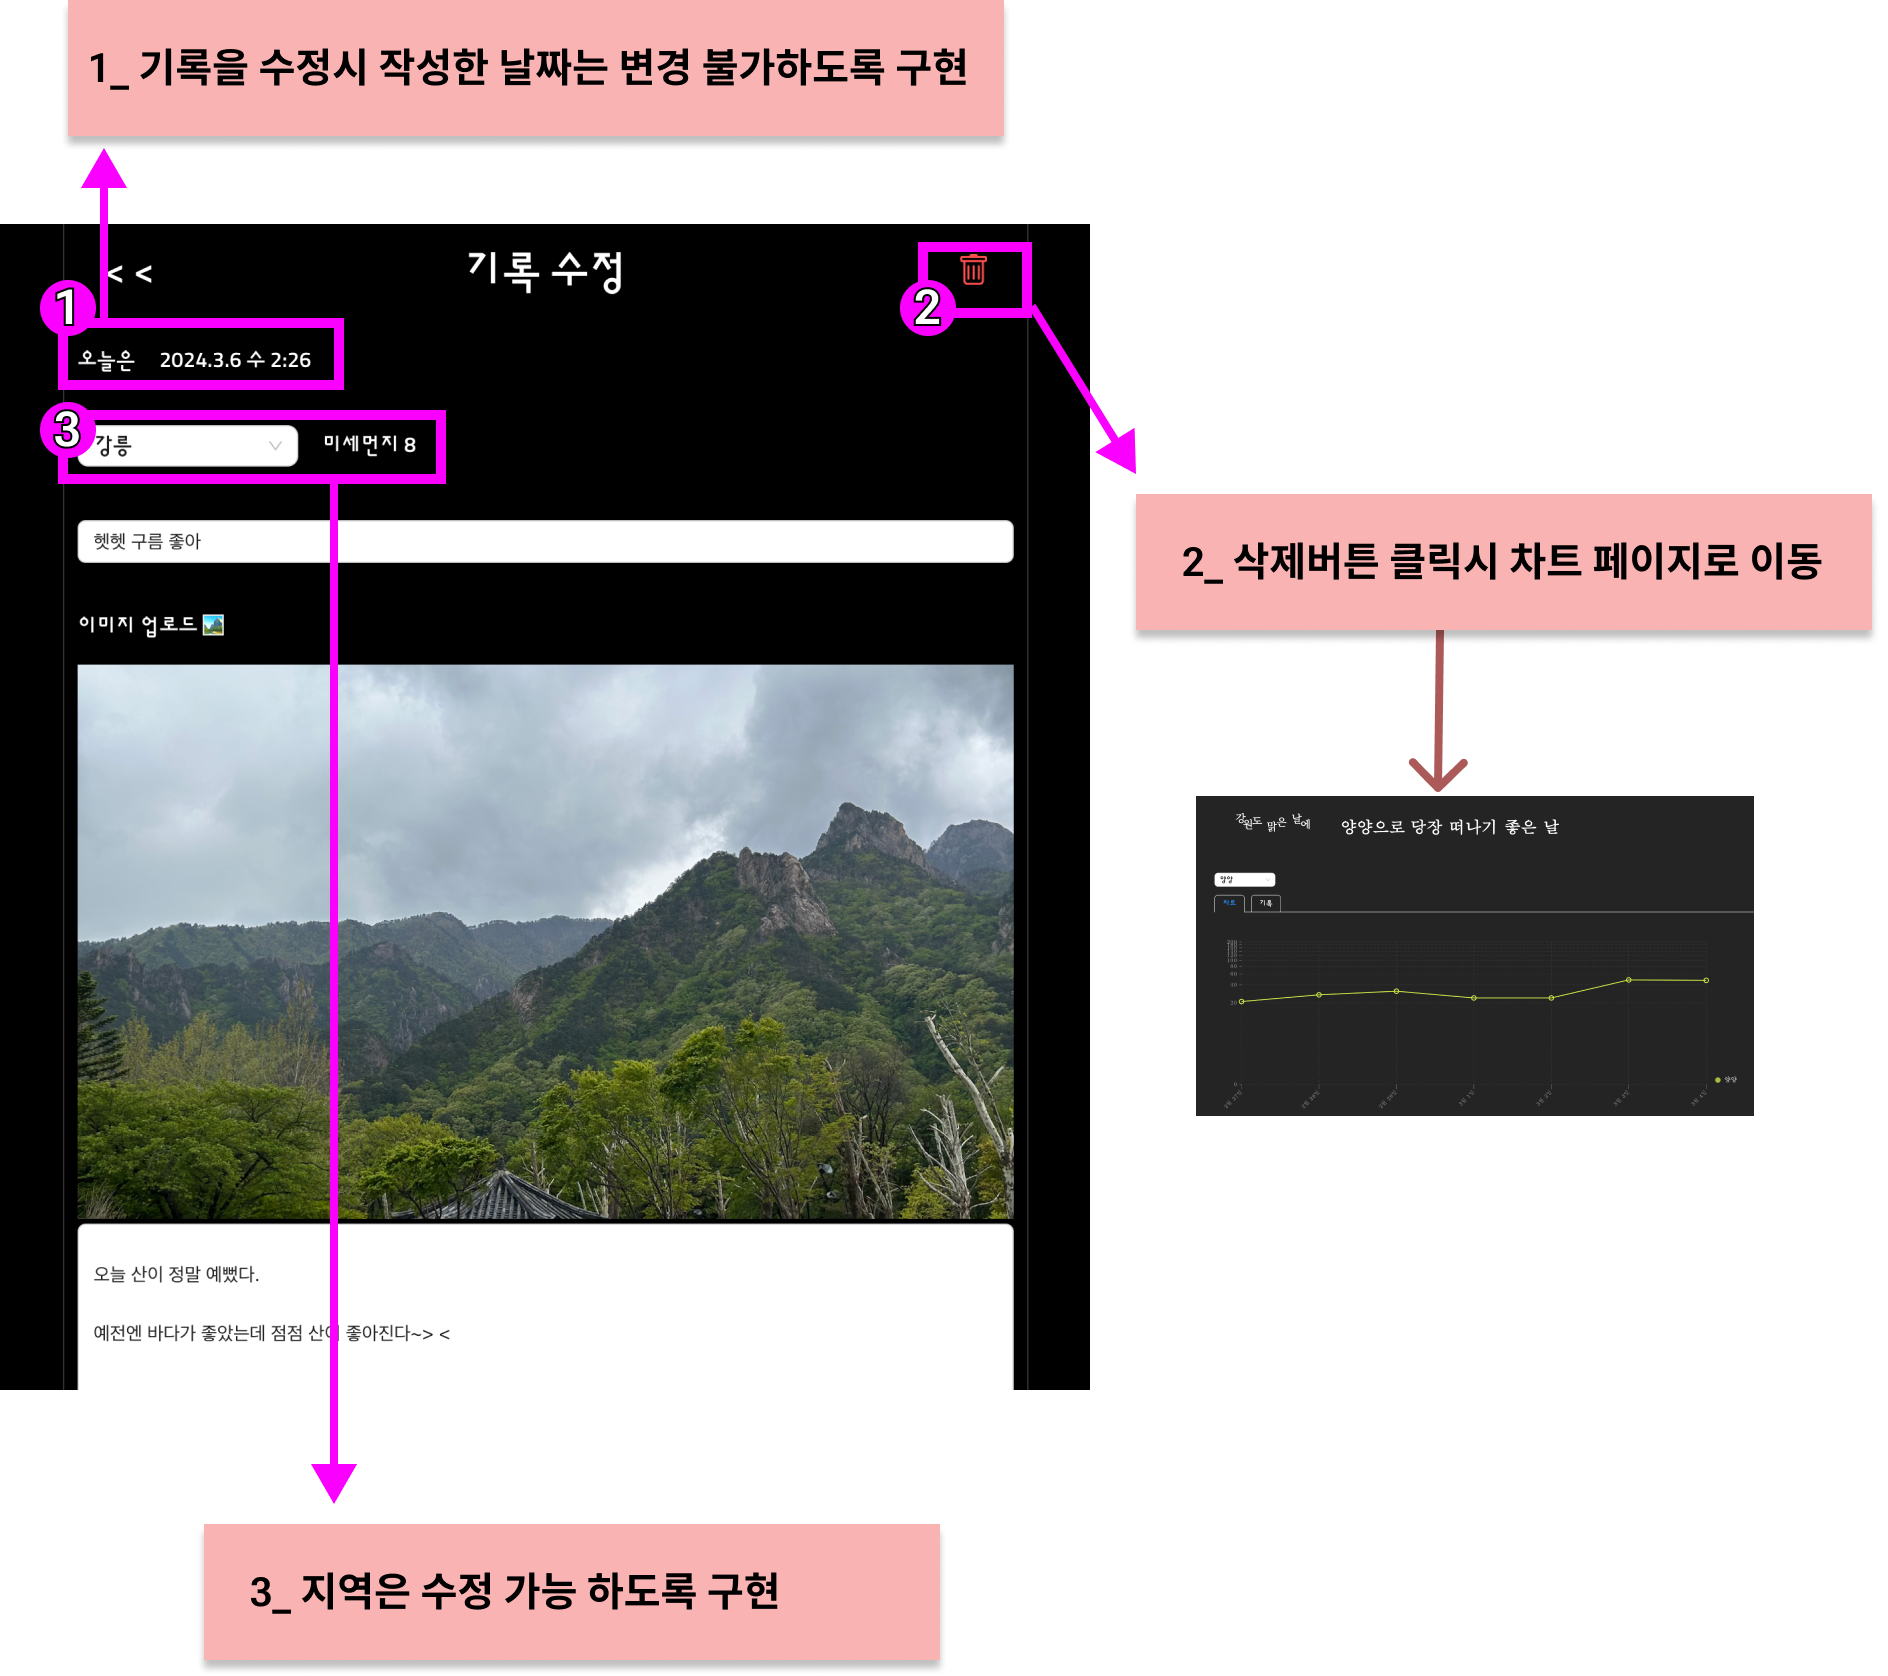 1_ 기록을 수정시 작성한 날짜는 변경 불가하도록 구현
< <
기록 수정
1
2
오늘은 2024.3.6 수 2:26
3
강릉
미세먼지 8
헷헷 구름 좋아
이미지 업로드
오늘 산이 정말 예뻤다.
예전엔 바다가 좋았는데 점점 산이 좋아진다~> <
2_ 삭제버튼 클릭시 차트 페이지로 이동
강원도 맑은 날에
양양으로 당장 떠나기 좋은 날
양양
차트
기록
20
0
양양
3_ 지역은 수정 가능 하도록 구현